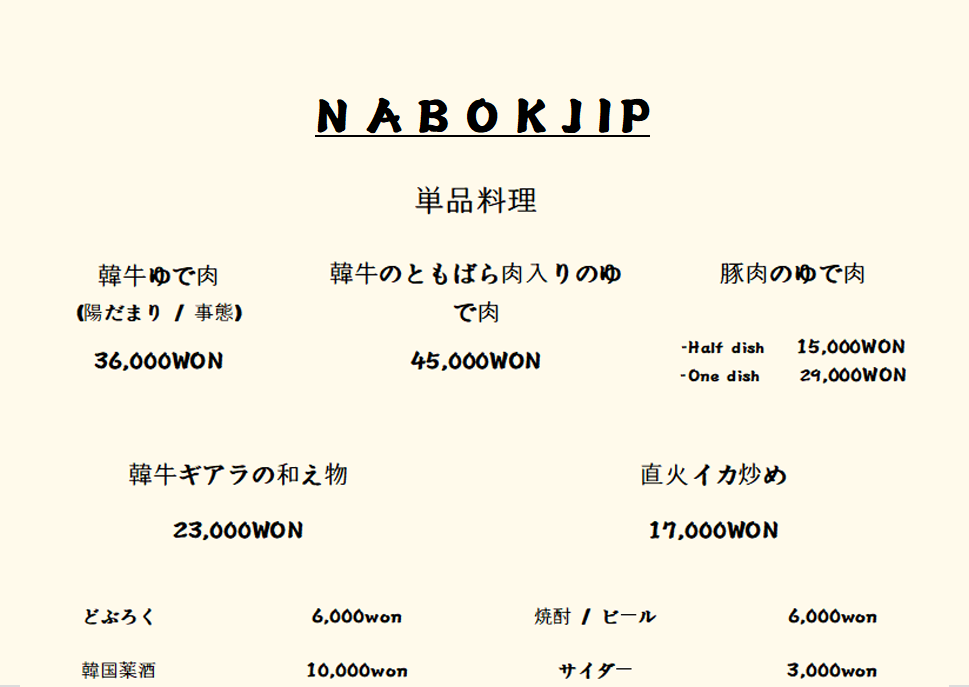 NABOKJIP
単品料理
韓牛ゆで肉
(陽だまり / 事態)
36,000WON
韓牛のともばら肉入りのゆ
で肉
45,000WON
豚肉のゆで肉
-Half dish 15,000WON
-One dish 29,000WON
韓牛ギアラの和え物
23,000WON
直火イカ炒め
17,000WON
どぶろく 6,000won
焼酎 / ビール 6,000won
韓国薬酒 10,000won
サイダー 3,000won